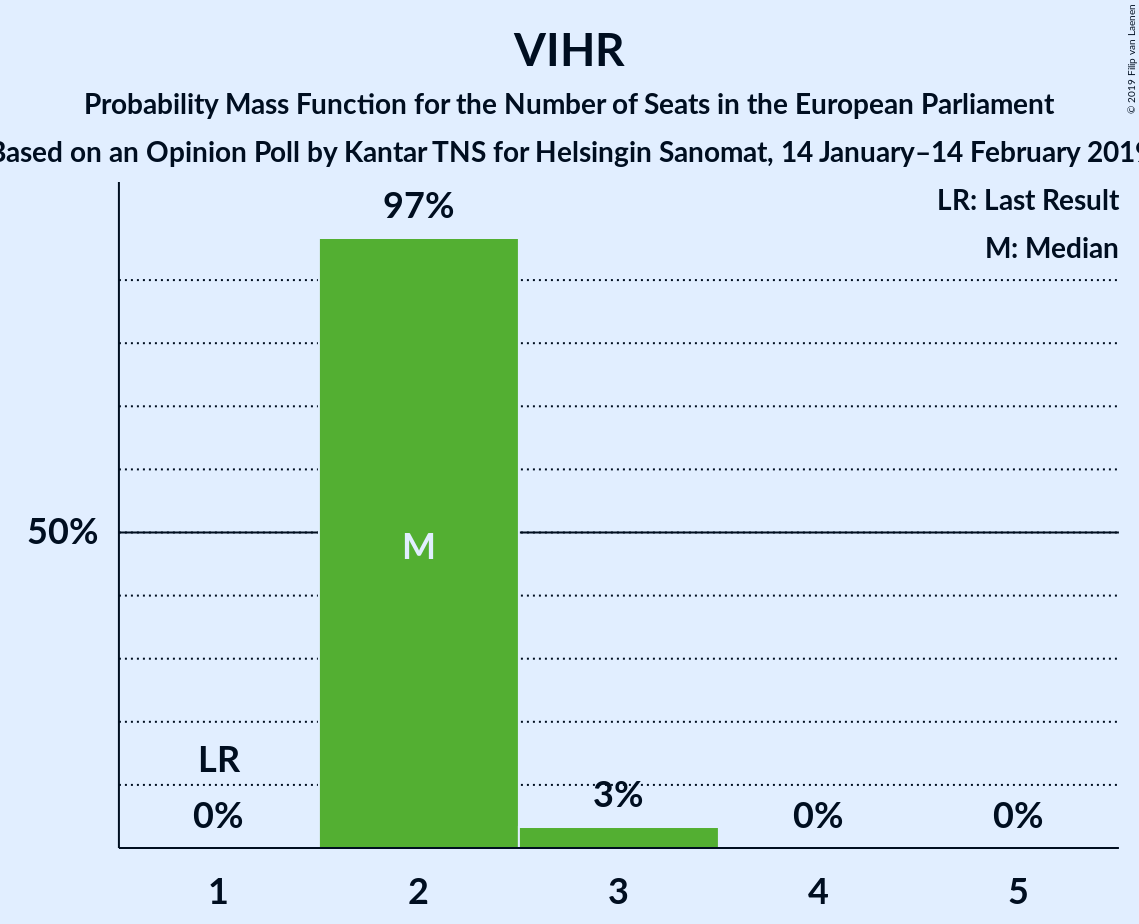 VIHR
Probability Mass Function for the Number of Seats in the European Parliament
Based on an Opinion Poll by Kantar TNS for Helsingin Sanomat, 14 January–14 February 2019
© 2019 Filip van Laenen
LR: Last Result
M: Median
97%
50%
M
LR
0%
3%
0%
0%
1
2
3
4
5